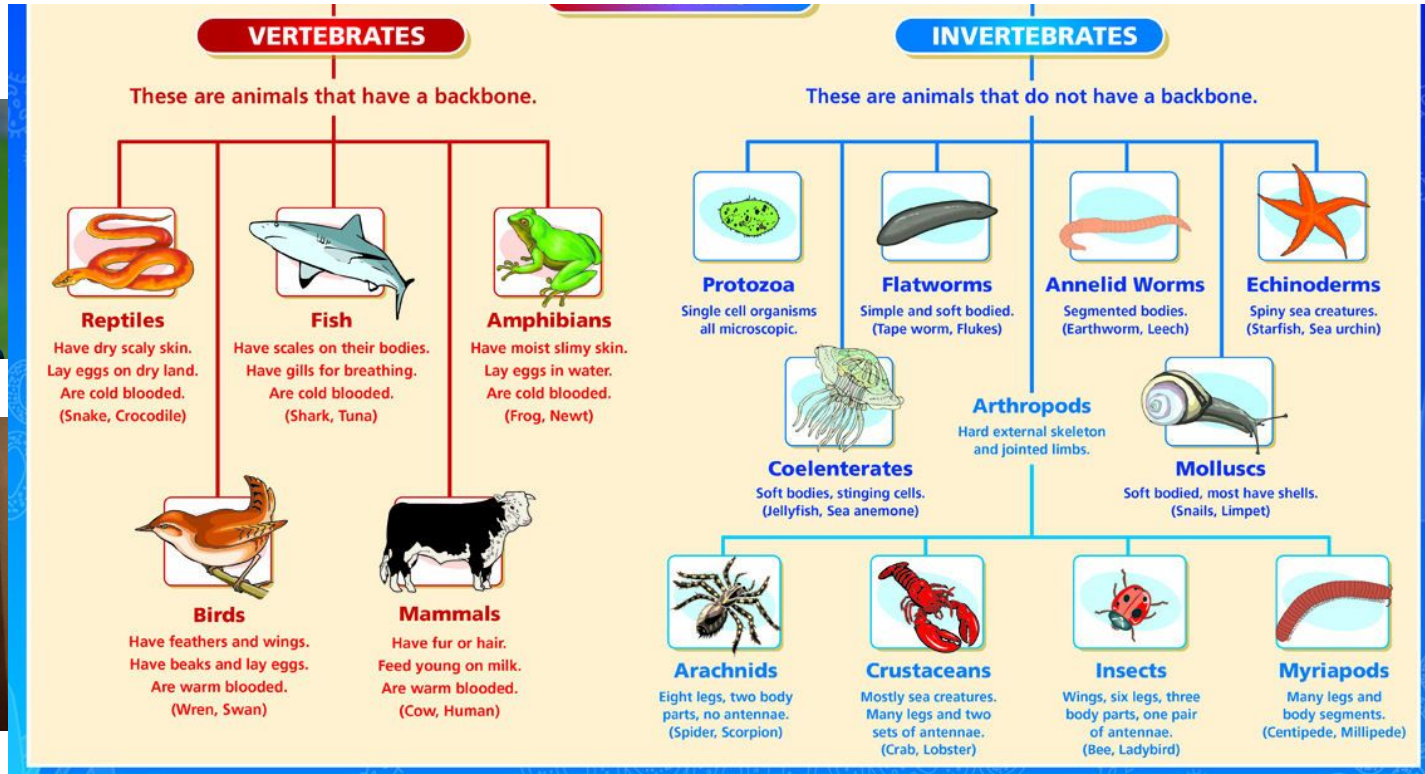 VERTEBRATES
These are animals that have a backbone.
Reptiles
Have dry scaly skin.
Lay eggs on dry land.
Are cold blooded.
(Snake, Crocodile)
Fish
Have scales on their bodies.
Have gills for breathing.
Are cold blooded.
(Shark, Tuna)
Amphibians
Have moist slimy skin.
Lay eggs in water.
Are cold blooded.
(Frog, Newt)
Birds
Have feathers and wings.
Have beaks and lay eggs.
Are warm blooded.
(Wren, Swan)
Mammals
Have fur or hair.
Feed young on milk.
Are warm blooded.
(Cow, Human)
INVERTEBRATES
These are animals that do not have a backbone.
Protozoa
Single cell organisms
all microscopic.
Flatworms
Simple and soft bodied.
(Tape worm, Flukes)
Annelid Worms
Segmented bodies.
(Earthworm, Leech)
Echinoderms
Spiny sea creatures.
(Starfish, Sea urchin)
Coelenterates
Soft bodies, stinging cells.
(Jellyfish, Sea anemone)
Arthropods
Hard external skeleton
and jointed limbs.
Molluscs
Soft bodied, most have shells.
(Snails, Limpet)
Arachnids
Eight legs, two body
parts, no antennae.
(Spider, Scorpion)
Crustaceans
Mostly sea creatures.
Many legs and two
sets of antennae.
(Crab, Lobster)
Insects
Wings, six legs, three
body parts, one pair
of antennae.
(Bee, Ladybird)
Myriapods
Many legs and
body segments.
(Centipede, Millipede)